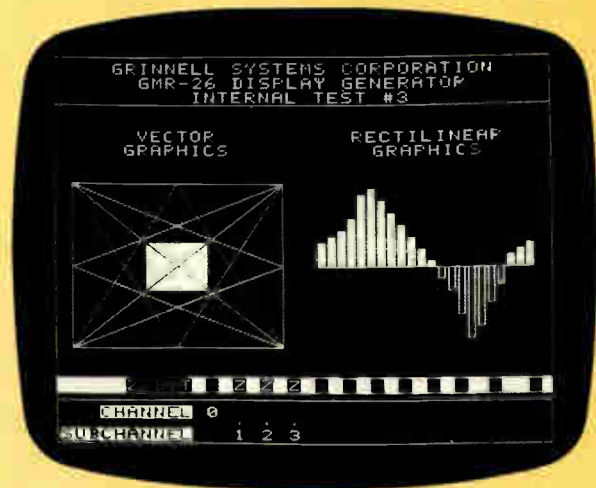 GRINNELL SYSTEMS CORPORATION
GMR-26 DISPLAY GENERATOR
INTERNAL TEST #3
VECTOR
GRAPHICS
RECTILINEAR
GRAPHICS
Z Z Z
CHANNEL 0
SUBCHANNEL 1 2 3